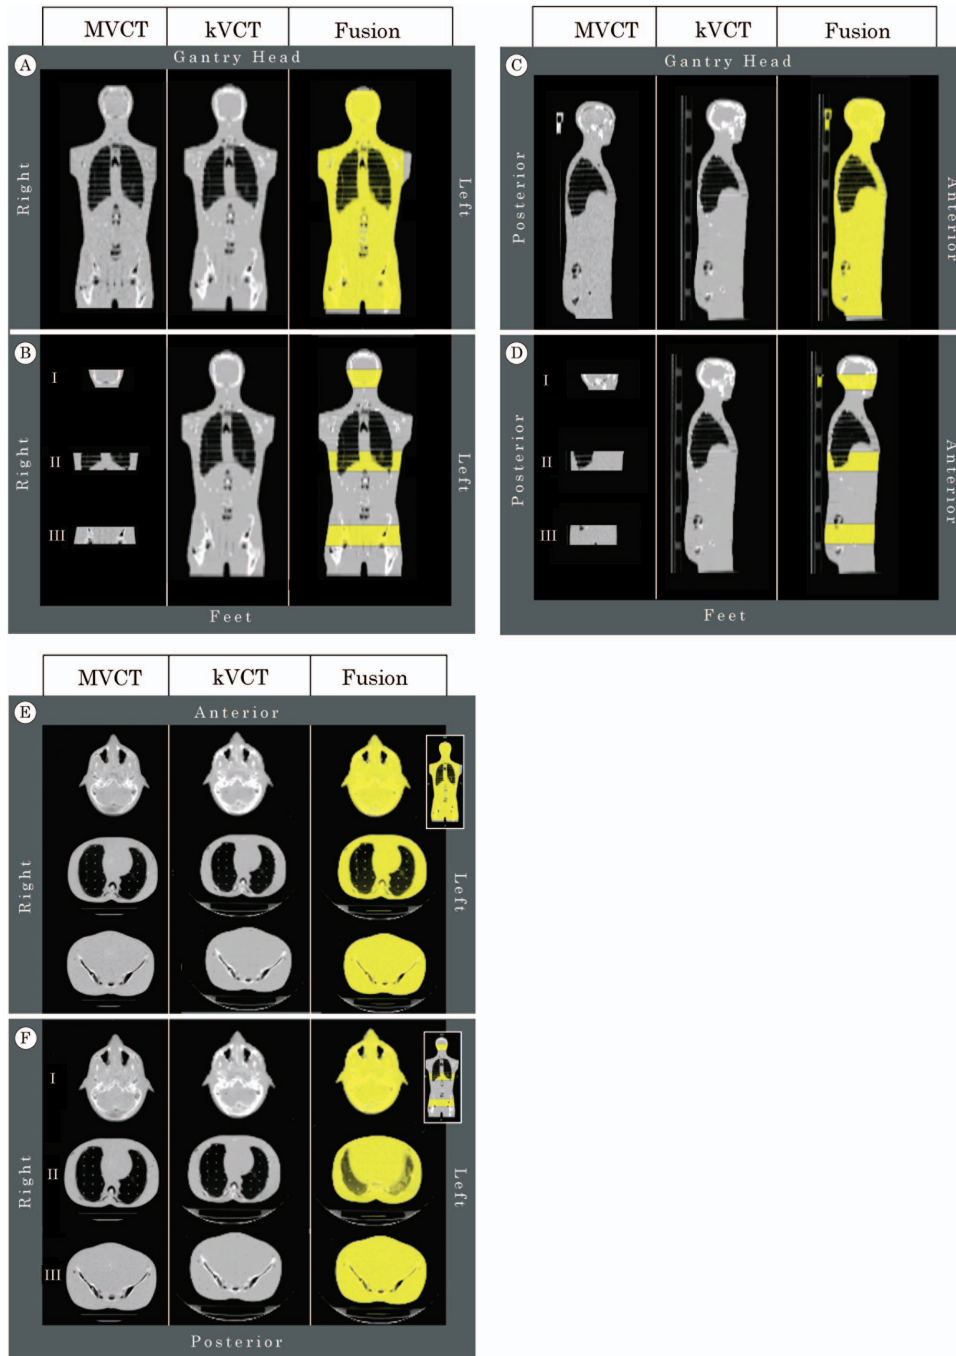 MVCT kVCT Fusion
A Gantry Head
Right
Left
B
I
II
III
Right
Left
Feet
MVCT kVCT Fusion
C Gantry Head
Posterior
Anterior
D
I
II
III
Posterior
Anterior
Feet
MVCT kVCT Fusion
E Anterior
Right
Left
F
I
II
III
Right
Left
Posterior